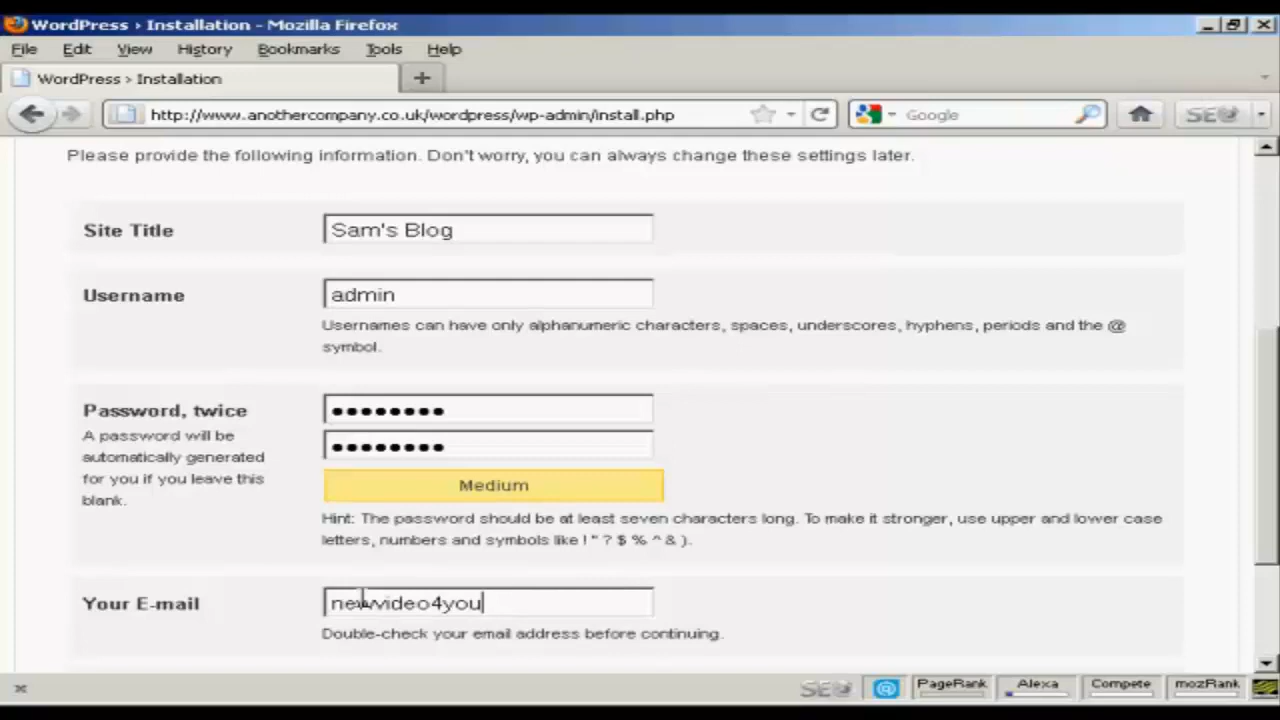 WordPress › Installation - Mozilla Firefox
File Edit View History Bookmarks Tools Help
WordPress › Installation
http://www.anothercompany.co.uk/wordpress/wp-admin/install.php
Google
SEO
Please provide the following information. Don't worry, you can always change these settings later.
Site Title
Sam's Blog
Username
admin
Usernames can have only alphanumeric characters, spaces, underscores, hyphens, periods and the @
symbol.
Password, twice
A password will be
automatically generated
for you if you leave this
blank.
••••••••
••••••••
Medium
Hint: The password should be at least seven characters long. To make it stronger, use upper and lower case
letters, numbers and symbols like ! " ? $ % ^ & ).
Your E-mail
newvideo4you
Double-check your email address before continuing.
SEO PageRank Alexa Compete mozRank